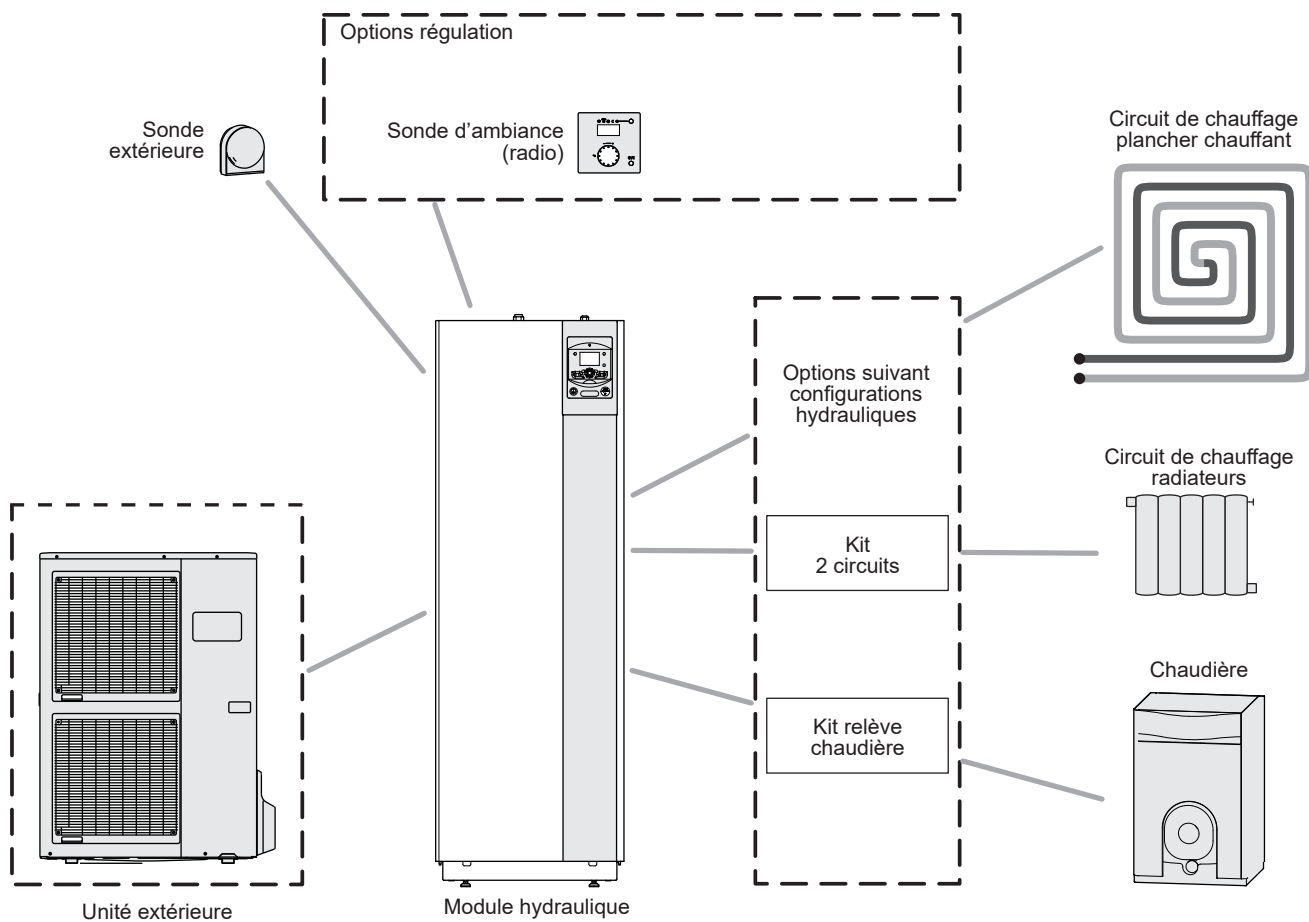 Options régulation
Sonde
extérieure
Sonde d’ambiance
(radio)
Circuit de chauffage
plancher chauffant
Options suivant
configurations
hydrauliques
Circuit de chauffage
radiateurs
Kit
2 circuits
Chaudière
Kit relève
chaudière
Unité extérieure
Module hydraulique